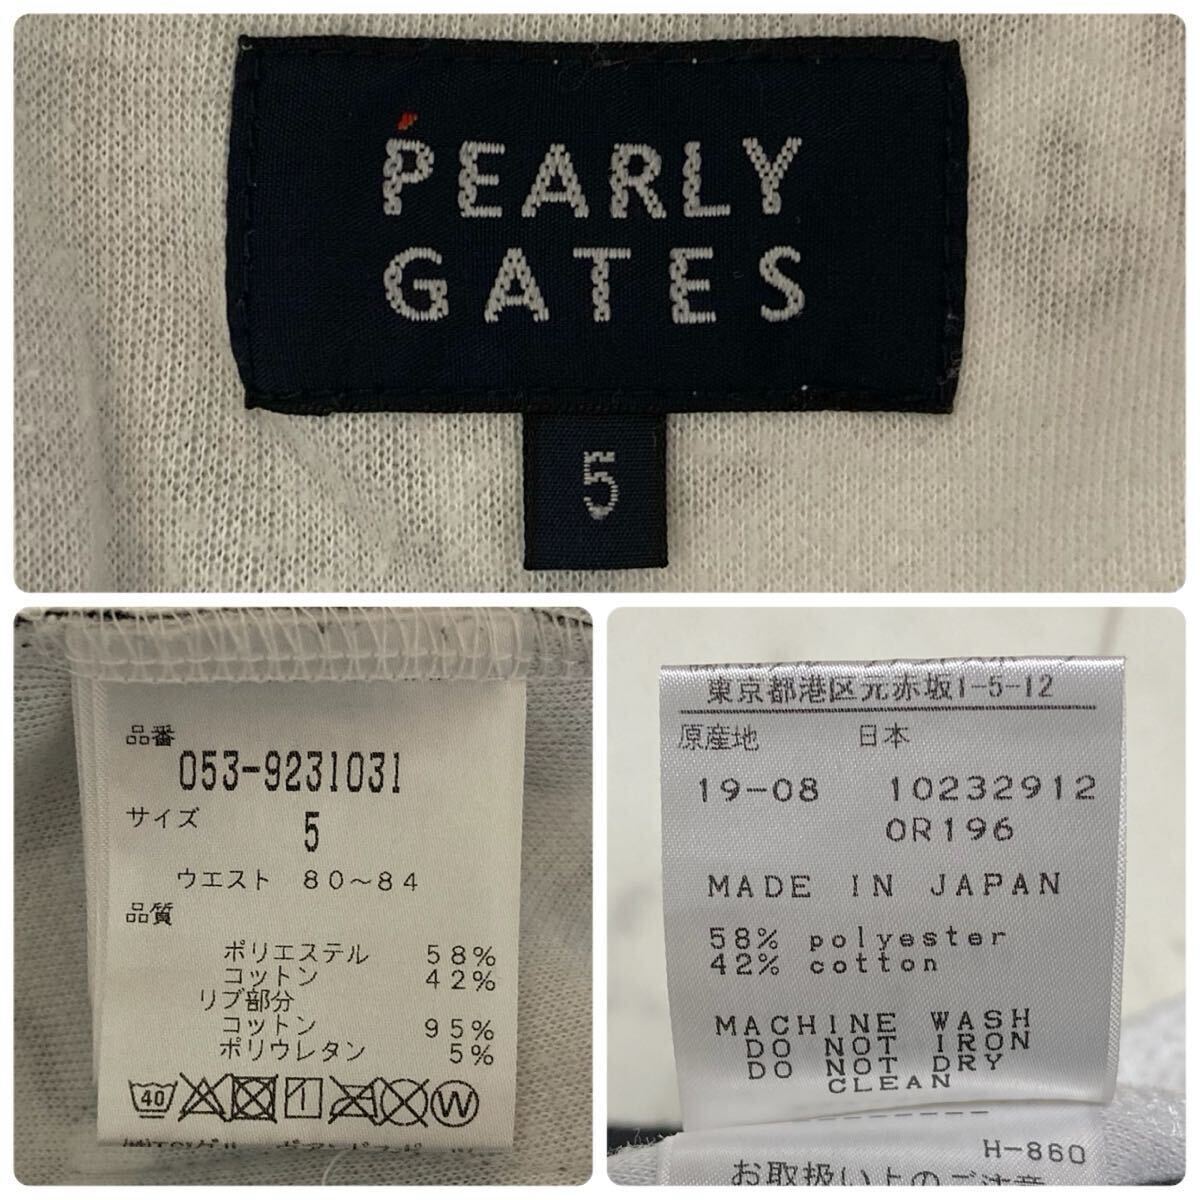 PEARLY
GATES
5
品番
053-9231031
サイズ
5
ウエスト 80〜84
品質
ポリエステル 58%
コットン 42%
リブ部分
コットン 95%
ポリウレタン 5%
40
W
東京都港区元赤坂1-5-12
原産地 日本
19-08 10232912
0R196
MADE IN JAPAN
58% polyester
42% cotton
MACHINE WASH
DO NOT IRON
DO NOT DRY
CLEAN
H-860
お取扱い上のご注意